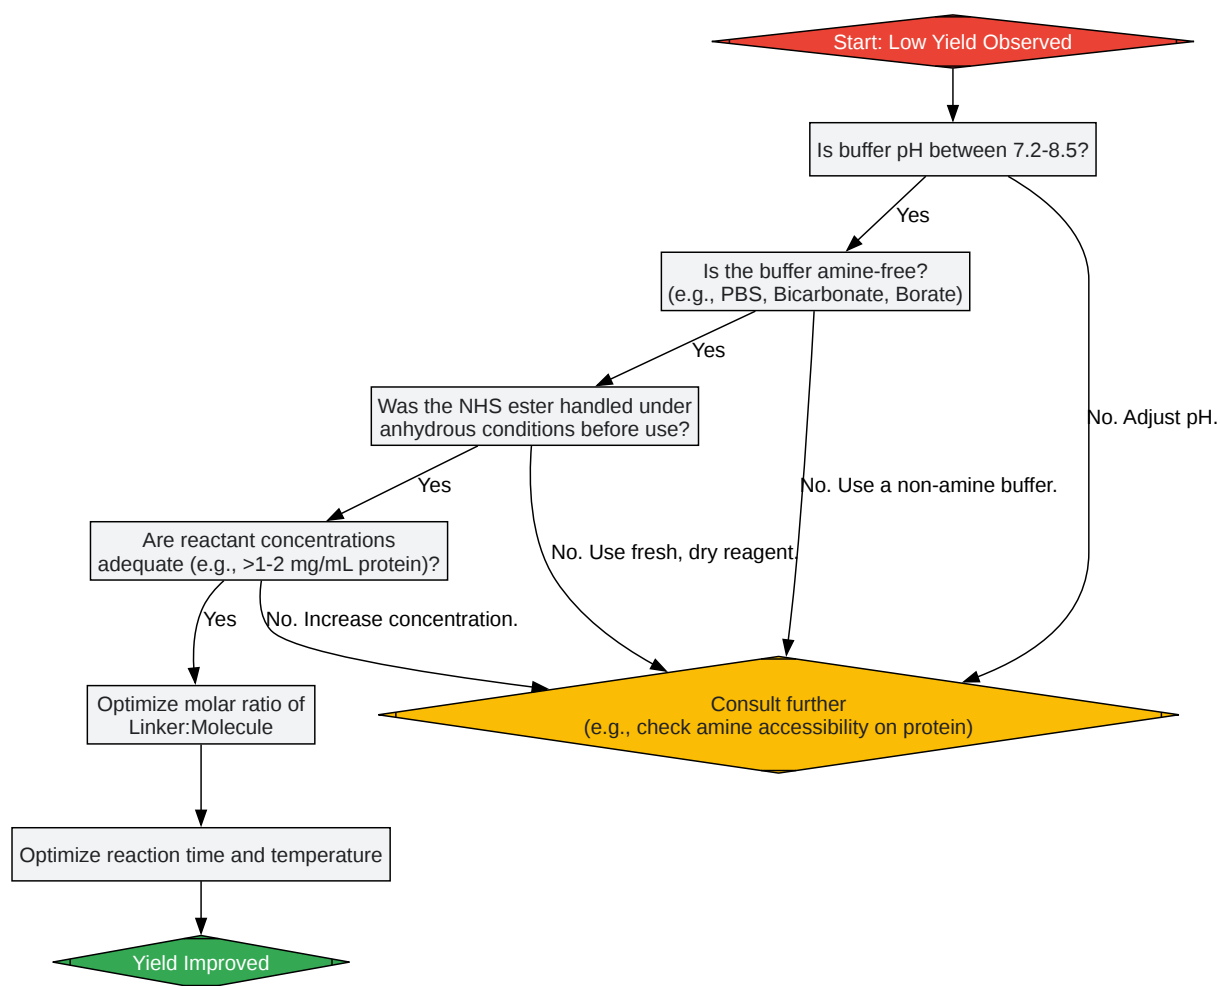 Start: Low Yield Observed
Is buffer pH between 7.2-8.5?
Yes
Is the buffer amine-free?
(e.g., PBS, Bicarbonate, Borate)
Yes
Was the NHS ester handled under
anhydrous conditions before use?
No. Adjust pH.
Yes
No. Use a non-amine buffer.
Are reactant concentrations
adequate (e.g., >1-2 mg/mL protein)?
No. Use fresh, dry reagent.
Yes
No. Increase concentration.
Optimize molar ratio of
Linker:Molecule
Consult further
(e.g., check amine accessibility on protein)
Optimize reaction time and temperature
Yield Improved